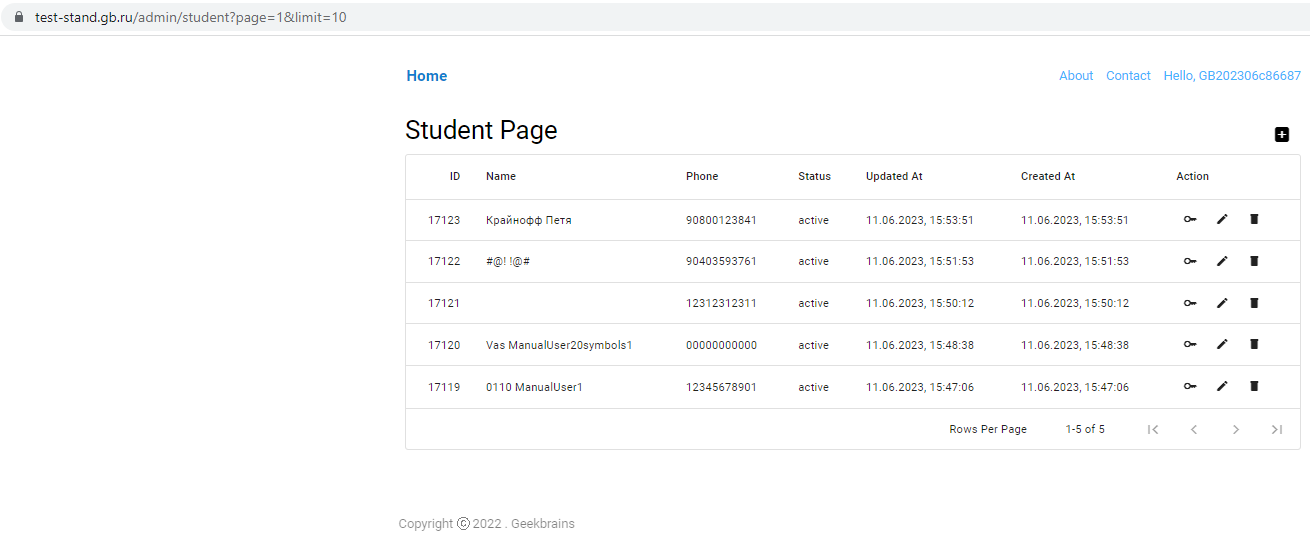 test-stand.gb.ru/admin/student?page=1&limit=10
Home About Contact Hello, GB202306c86687
Student Page
ID Name Phone Status Updated At Created At Action
17123 Крайнофф Петя 90800123841 active 11.06.2023, 15:53:51 11.06.2023, 15:53:51
17122 #@! !@# 90403593761 active 11.06.2023, 15:51:53 11.06.2023, 15:51:53
17121 12312312311 active 11.06.2023, 15:50:12 11.06.2023, 15:50:12
17120 Vas ManualUser20symbols1 00000000000 active 11.06.2023, 15:48:38 11.06.2023, 15:48:38
17119 0110 ManualUser1 12345678901 active 11.06.2023, 15:47:06 11.06.2023, 15:47:06
Rows Per Page 1-5 of 5
Copyright © 2022 . Geekbrains